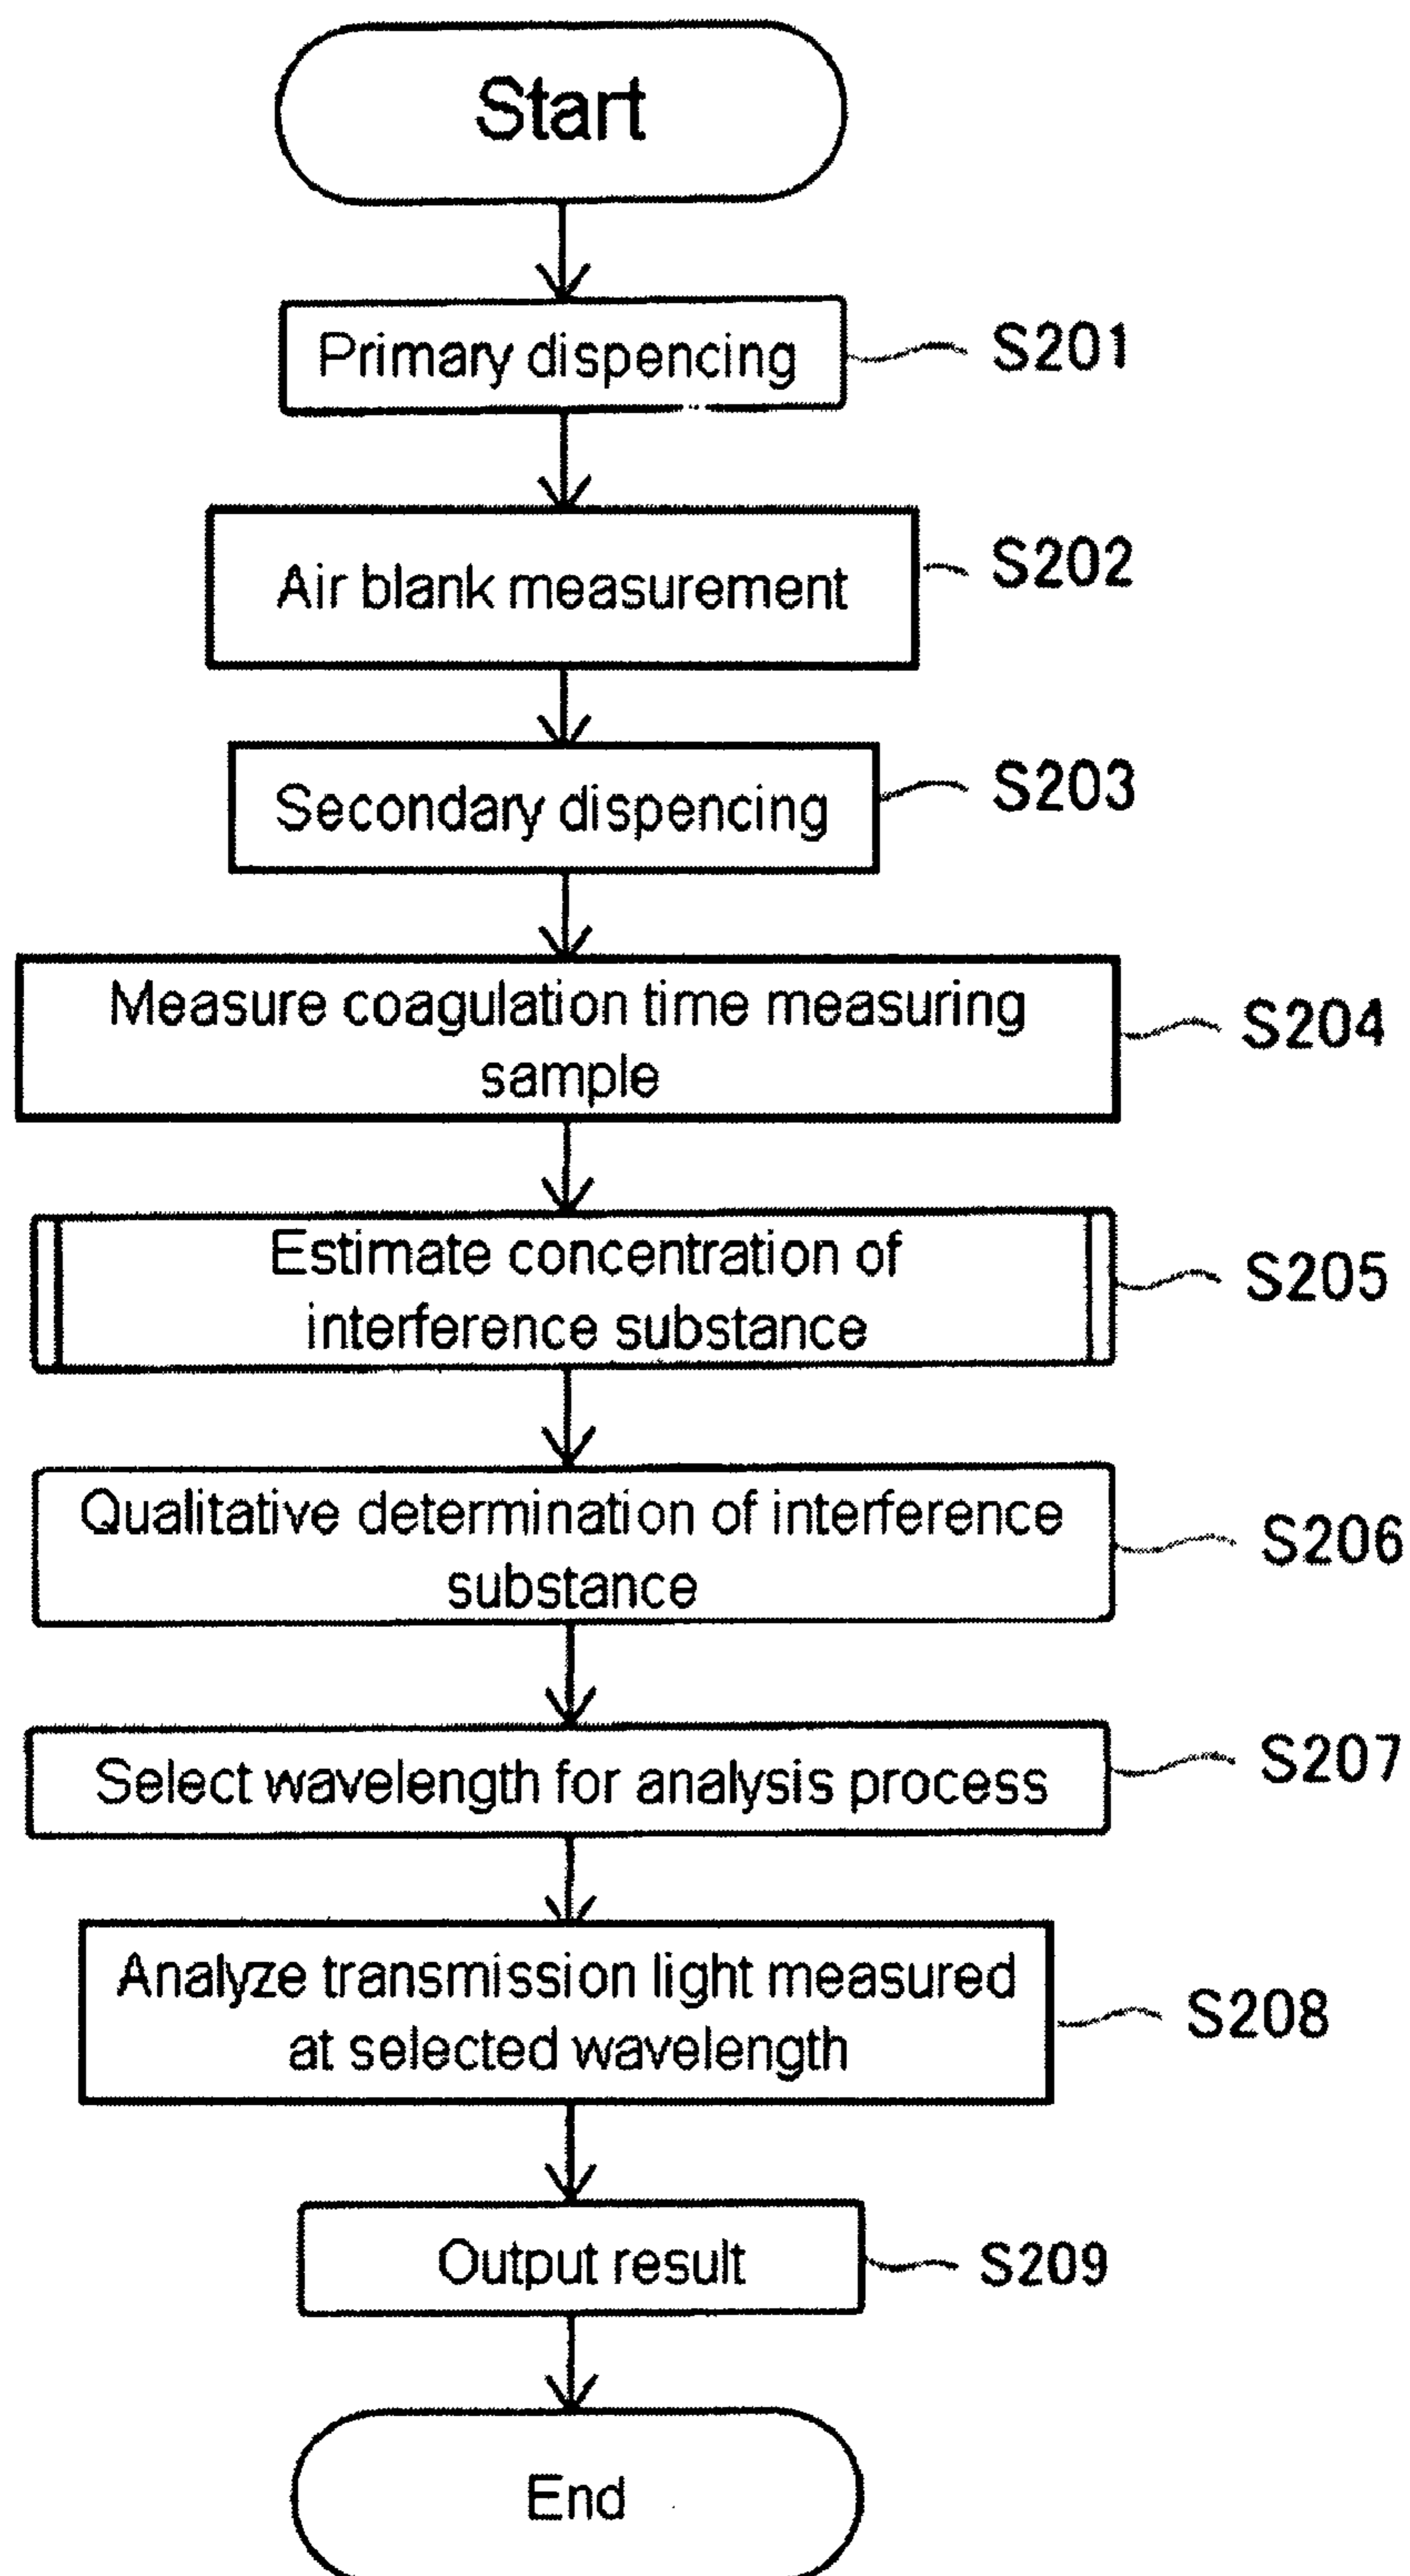 Start
Primary dispencing
S201
Air blank measurement
S202
Secondary dispencing
S203
Measure coagulation time measuring
sample
S204
Estimate concentration of
interference substance
S205
Qualitative determination of interference
substance
S206
Select wavelength for analysis process
S207
Analyze transmission light measured
at selected wavelength
S208
Output result
S209
End